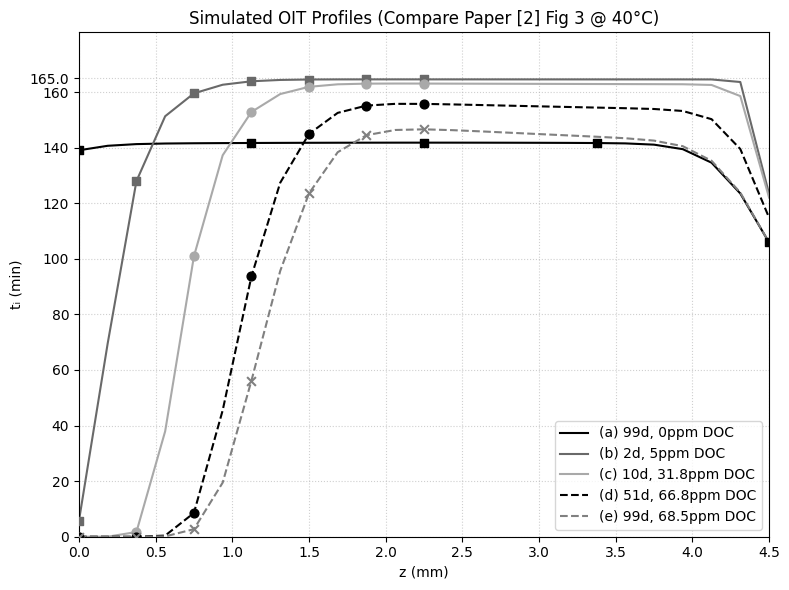 Simulated OIT Profiles (Compare Paper [2] Fig 3 @ 40°C)
165.0
160
140
120
100
80
60
40
20
0
tᵢ (min)
(a) 99d, 0ppm DOC
(b) 2d, 5ppm DOC
(c) 10d, 31.8ppm DOC
(d) 51d, 66.8ppm DOC
(e) 99d, 68.5ppm DOC
0.0 0.5 1.0 1.5 2.0 2.5 3.0 3.5 4.0 4.5
z (mm)